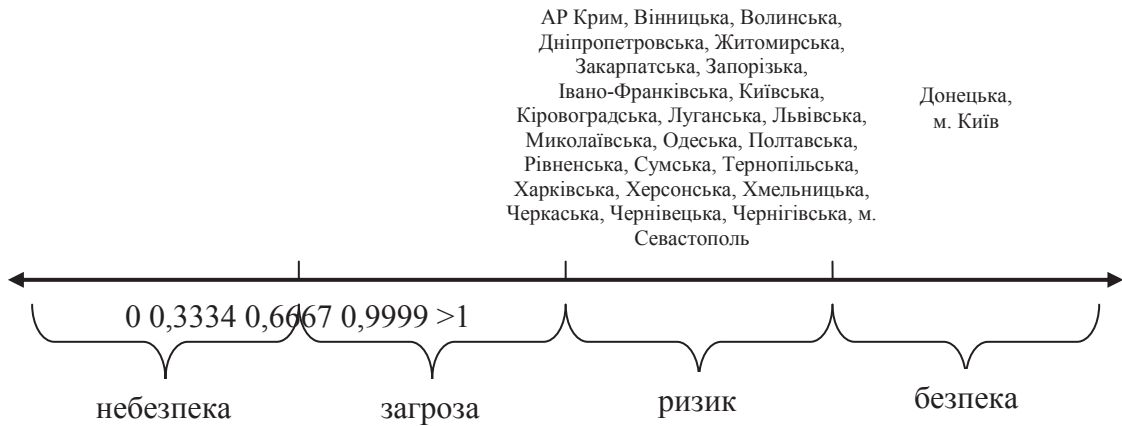 АР Крим, Вінницька, Волинська,
Дніпропетровська, Житомирська,
Закарпатська, Запорізька,
Івано-Франківська, Київська,
Кіровоградська, Луганська, Львівська,
Миколаївська, Одеська, Полтавська,
Рівненська, Сумська, Тернопільська,
Харківська, Херсонська, Хмельницька,
Черкаська, Чернівецька, Чернігівська, м.
Севастополь
Донецька,
м. Київ
0 0,3334 0,6667 0,9999 >1
небезпека
загроза
ризик
безпека